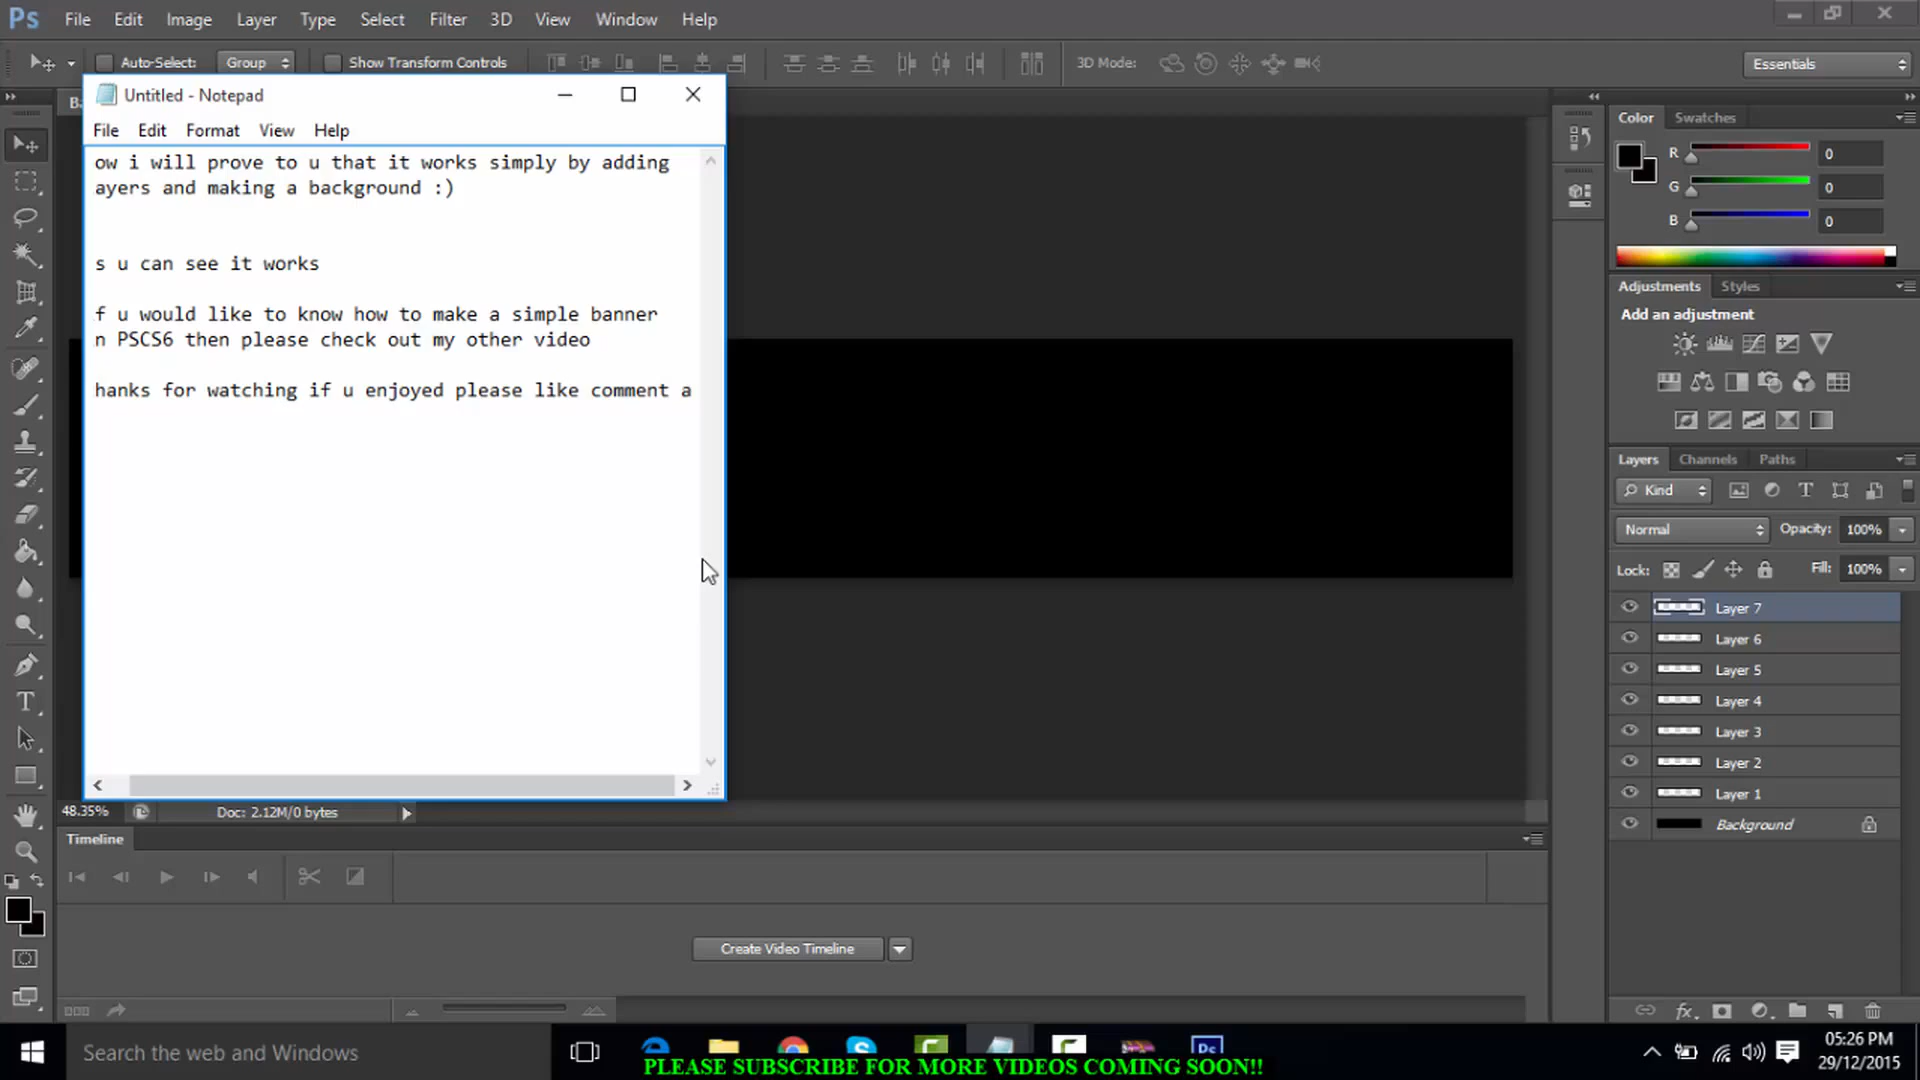 Ps File Edit Image Layer Type Select Filter 3D View Window Help
Auto-Select: Group Show Transform Controls 3D Mode: Essentials
Untitled - Notepad
File Edit Format View Help
ow i will prove to u that it works simply by adding
ayers and making a background :)
s u can see it works
f u would like to know how to make a simple banner
n PSCS6 then please check out my other video
hanks for watching if u enjoyed please like comment a
Color Swatches
R 0
G 0
B 0
Adjustments Styles
Add an adjustment
Layers Channels Paths
Kind
Normal Opacity: 100%
Lock: Fill: 100%
Layer 7
Layer 6
Layer 5
Layer 4
Layer 3
Layer 2
Layer 1
Background
48.35% Doc: 2.12M/0 bytes
Timeline
Create Video Timeline
Search the web and Windows
PLEASE SUBSCRIBE FOR MORE VIDEOS COMING SOON!!
05:26 PM
29/12/2015